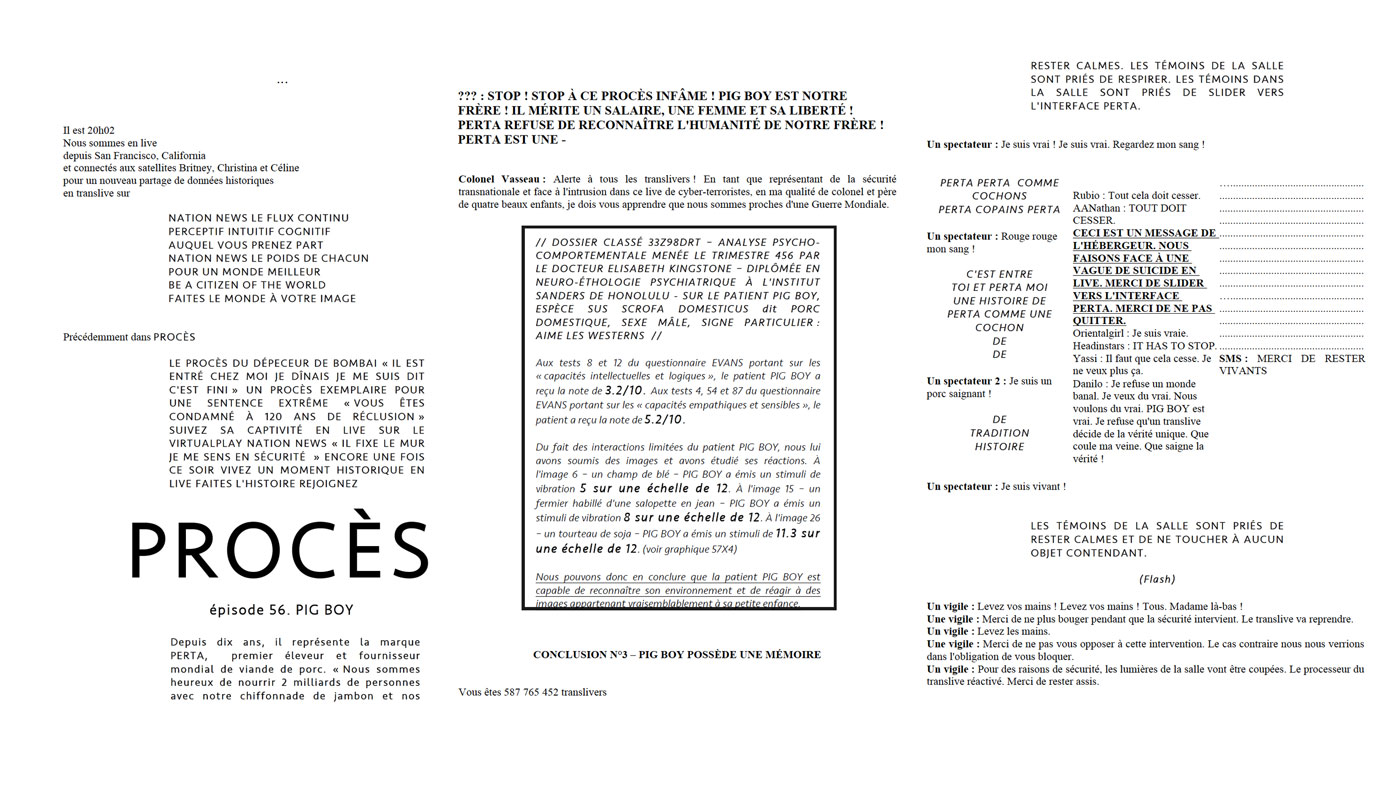 ...
Il est 20h02
Nous sommes en live
depuis San Francisco, California
et connectés aux satellites Britney, Christina et Céline
pour un nouveau partage de données historiques
en translive sur
NATION NEWS LE FLUX CONTINU
PERCEPTIF INTUITIF COGNITIF
AUQUEL VOUS PRENEZ PART
NATION NEWS LE POIDS DE CHACUN
POUR UN MONDE MEILLEUR
BE A CITIZEN OF THE WORLD
FAITES LE MONDE À VOTRE IMAGE
Précédemment dans PROCÈS
LE PROCÈS DU DÉPECEUR DE BOMBAI « IL EST
ENTRÉ CHEZ MOI JE DÎNAIS JE ME SUIS DIT
C'EST FINI » UN PROCÈS EXEMPLAIRE POUR
UNE SENTENCE EXTRÊME « VOUS ÊTES
CONDAMNÉ À 120 ANS DE RÉCLUSION »
SUIVEZ SA CAPTIVITÉ EN LIVE SUR LE
VIRTUALPLAY NATION NEWS « IL FIXE LE MUR
JE ME SENS EN SÉCURITÉ » ENCORE UNE FOIS
CE SOIR VIVEZ UN MOMENT HISTORIQUE EN
LIVE FAITES L'HISTOIRE REJOIGNEZ
PROCÈS
épisode 56. PIG BOY
Depuis dix ans, il représente la marque
PERTA, premier éleveur et fournisseur
mondial de viande de porc. « Nous sommes
heureux de nourrir 2 milliards de personnes
avec notre chiffonnade de jambon et nos
??? : STOP ! STOP À CE PROCÈS INFÂME ! PIG BOY EST NOTRE
FRÈRE ! IL MÉRITE UN SALAIRE, UNE FEMME ET SA LIBERTÉ !
PERTA REFUSE DE RECONNAÎTRE L'HUMANITÉ DE NOTRE FRÈRE !
PERTA EST UNE -
Colonel Vasseau : Alerte à tous les translivers ! En tant que représentant de la sécurité
transnationale et face à l'intrusion dans ce live de cyber-terroristes, en ma qualité de colonel et père
de quatre beaux enfants, je dois vous apprendre que nous sommes proches d'une Guerre Mondiale.
// DOSSIER CLASSÉ 33Z98DRT – ANALYSE PSYCHO-
COMPORTEMENTALE MENÉE LE TRIMESTRE 456 PAR
LE DOCTEUR ELISABETH KINGSTONE – DIPLÔMÉE EN
NEURO-ÉTHOLOGIE PSYCHIATRIQUE À L'INSTITUT
SANDERS DE HONOLULU - SUR LE PATIENT PIG BOY,
ESPÈCE SUS SCROFA DOMESTICUS dit PORC
DOMESTIQUE, SEXE MÂLE, SIGNE PARTICULIER :
AIME LES WESTERNS //
Aux tests 8 et 12 du questionnaire EVANS portant sur les
« capacités intellectuelles et logiques », le patient PIG BOY a
reçu la note de 3.2/10. Aux tests 4, 54 et 87 du questionnaire
EVANS portant sur les « capacités empathiques et sensibles », le
patient a reçu la note de 5.2/10.
Du fait des interactions limitées du patient PIG BOY, nous lui
avons soumis des images et avons étudié ses réactions. À
l'image 6 – un champ de blé – PIG BOY a émis un stimuli de
vibration 5 sur une échelle de 12. À l'image 15 – un
fermier habillé d'une salopette en jean – PIG BOY a émis un
stimuli de vibration 8 sur une échelle de 12. À l'image 26
– un tourteau de soja – PIG BOY a émis un stimuli de 11.3 sur
une échelle de 12. (voir graphique 57X4)
Nous pouvons donc en conclure que la patient PIG BOY est
capable de reconnaître son environnement et de réagir à des
images appartenant vraisemblablement à sa petite enfance.
CONCLUSION N°3 – PIG BOY POSSÈDE UNE MÉMOIRE
Vous êtes 587 765 452 translivers
RESTER CALMES. LES TÉMOINS DE LA SALLE
SONT PRIÉS DE RESPIRER. LES TÉMOINS DANS
LA SALLE SONT PRIÉS DE SLIDER VERS
L'INTERFACE PERTA.
Un spectateur : Je suis vrai ! Je suis vrai. Regardez mon sang !
PERTA PERTA COMME
COCHONS
PERTA COPAINS PERTA
Un spectateur : Rouge rouge
mon sang !
C'EST ENTRE
TOI ET PERTA MOI
UNE HISTOIRE DE
PERTA COMME UNE
COCHON
DE
DE
Un spectateur 2 : Je suis un
porc saignant !
DE
TRADITION
HISTOIRE
Rubio : Tout cela doit cesser.
AANathan : TOUT DOIT
CESSER.
CECI EST UN MESSAGE DE
L'HÉBERGEUR. NOUS
FAISONS FACE À UNE
VAGUE DE SUICIDE EN
LIVE. MERCI DE SLIDER
VERS L'INTERFACE
PERTA. MERCI DE NE PAS
QUITTER.
Orientalgirl : Je suis vraie.
Headinstars : IT HAS TO STOP.
Yassi : Il faut que cela cesse. Je
ne veux plus ça.
Danilo : Je refuse un monde
banal. Je veux du vrai. Nous
voulons du vrai. PIG BOY est
vrai. Je refuse qu'un translive
décide de la vérité unique. Que
coule ma veine. Que saigne la
vérité !
SMS : MERCI DE RESTER
VIVANTS
Un spectateur : Je suis vivant !
LES TÉMOINS DE LA SALLE SONT PRIÉS DE
RESTER CALMES ET DE NE TOUCHER À AUCUN
OBJET CONTENDANT.
(Flash)
Un vigile : Levez vos mains ! Levez vos mains ! Tous. Madame là-bas !
Une vigile : Merci de ne plus bouger pendant que la sécurité intervient. Le translive va reprendre.
Un vigile : Levez les mains.
Une vigile : Merci de ne pas vous opposer à cette intervention. Le cas contraire nous nous verrions
dans l'obligation de vous bloquer.
Un vigile : Pour des raisons de sécurité, les lumières de la salle vont être coupées. Le processeur du
translive réactivé. Merci de rester assis.